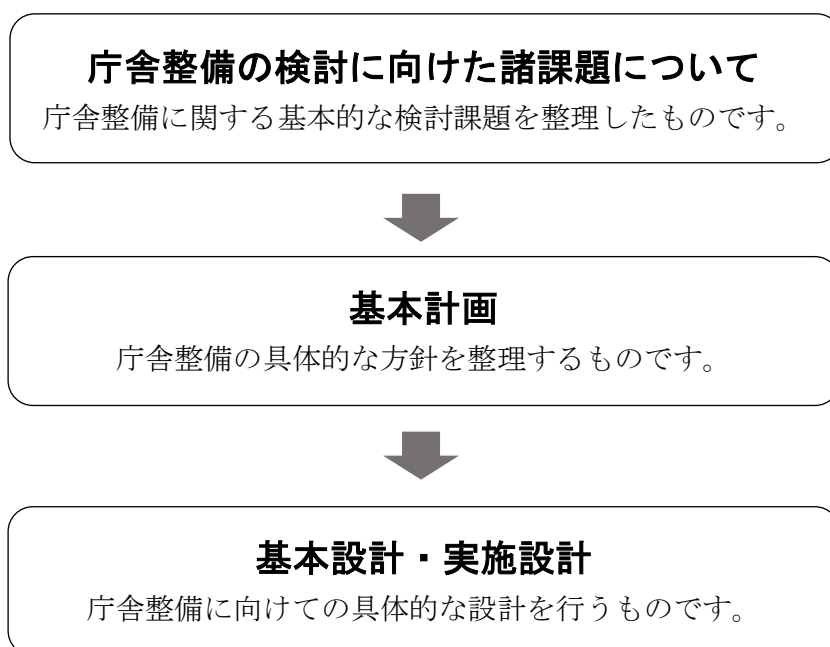 庁舎整備の検討に向けた諸課題について
庁舎整備に関する基本的な検討課題を整理したものです。
基本計画
庁舎整備の具体的な方針を整理するものです。
基本設計・実施設計
庁舎整備に向けての具体的な設計を行うものです。